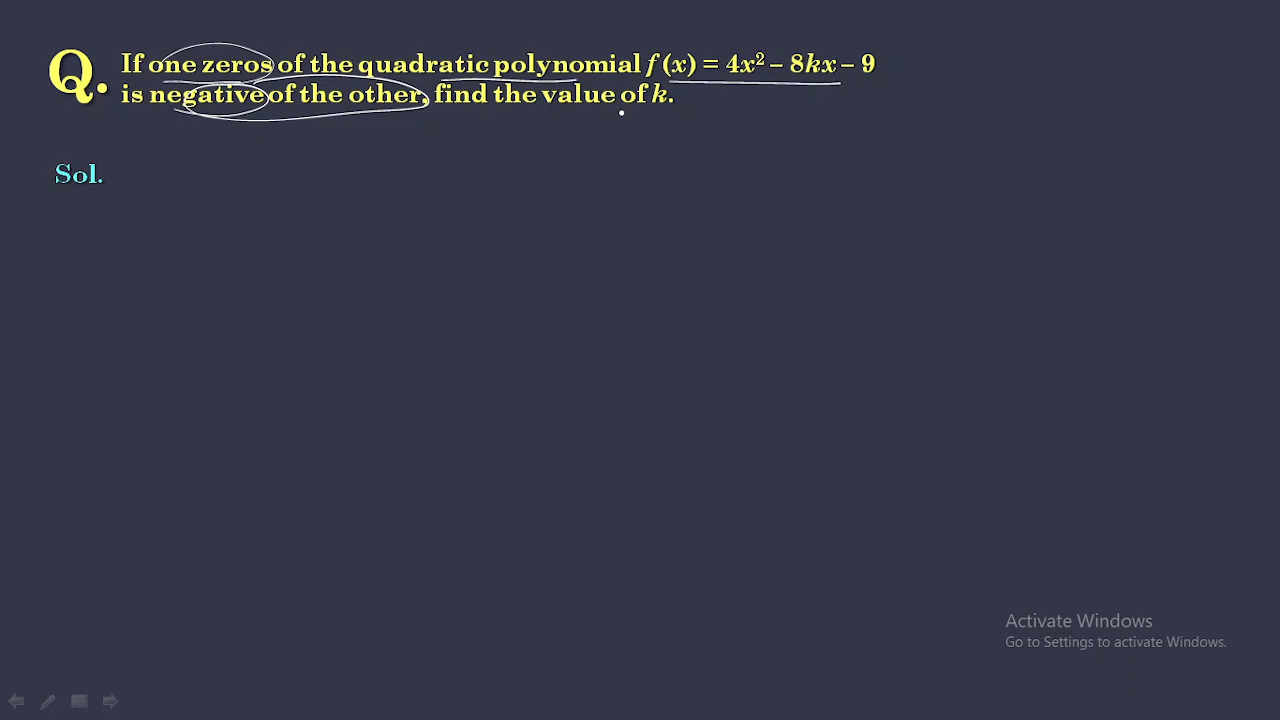 Q. If one zeros of the quadratic polynomial f (x) = 4x² – 8kx – 9
is negative of the other, find the value of k.
Sol.
Activate Windows
Go to Settings to activate Windows.